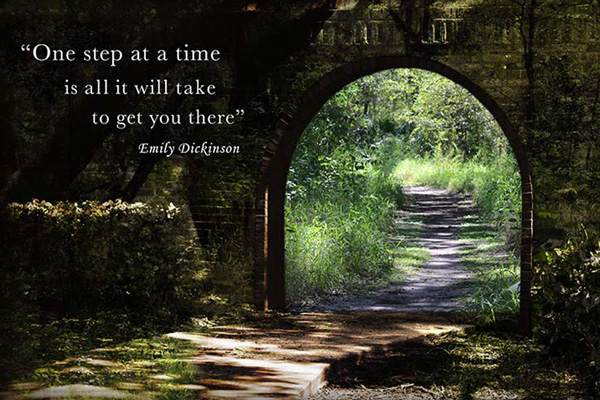 “One step at a time
is all it will take
to get you there”
Emily Dickinson